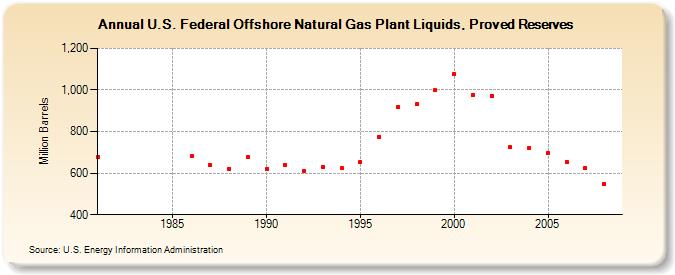 Annual U.S. Federal Offshore Natural Gas Plant Liquids, Proved Reserves
Million Barrels
1,200
1,000
800
600
400
1985 1990 1995 2000 2005
Source: U.S. Energy Information Administration